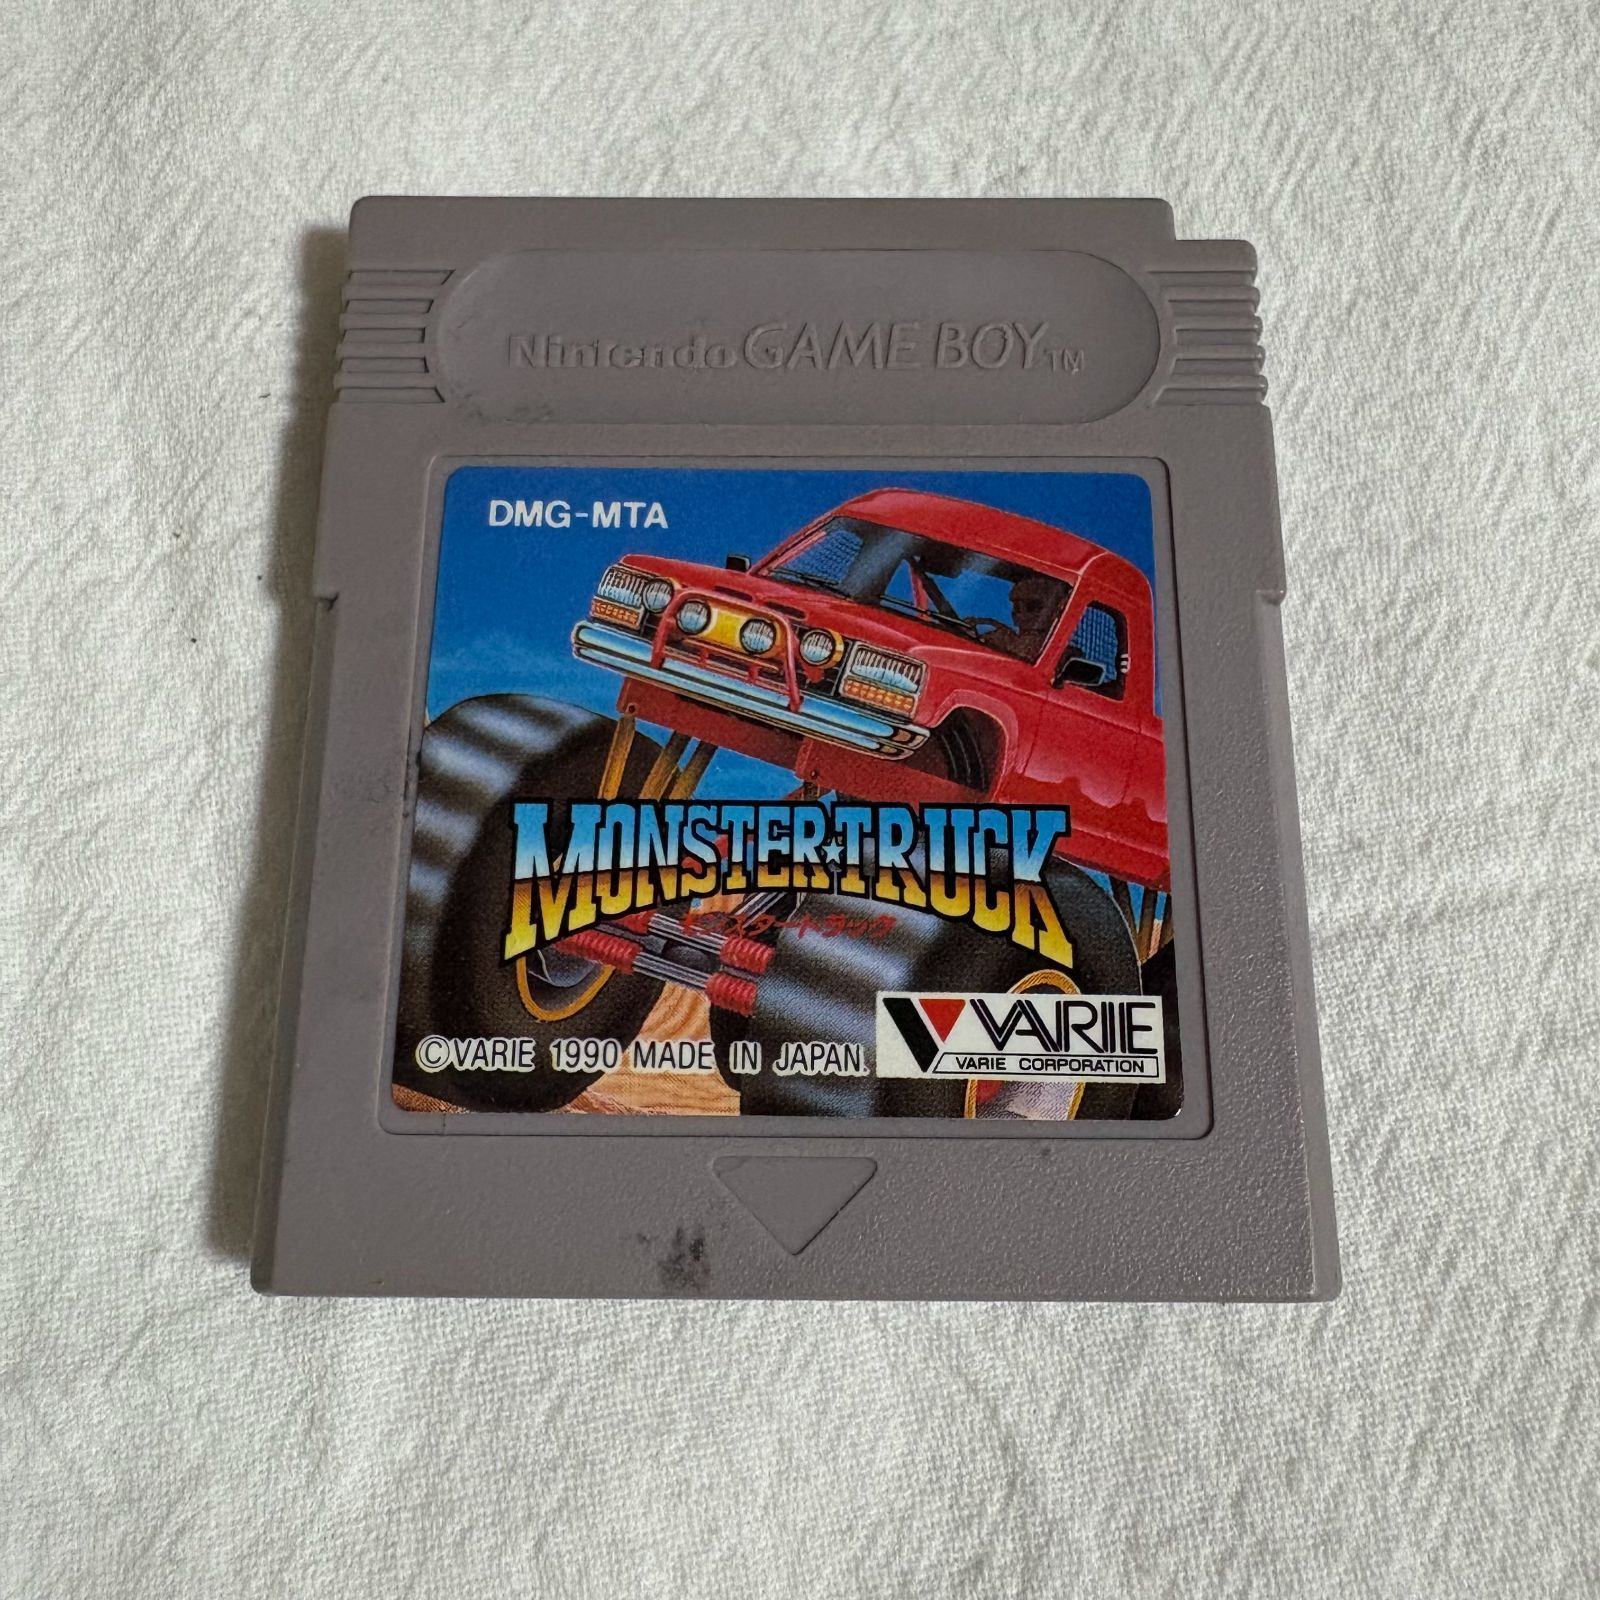 Nintendo GAME BOY TM
DMG-MTA
MONSTER★TRUCK
モンスタートラック
©VARIE 1990 MADE IN JAPAN.
VARIE
VARIE CORPORATION